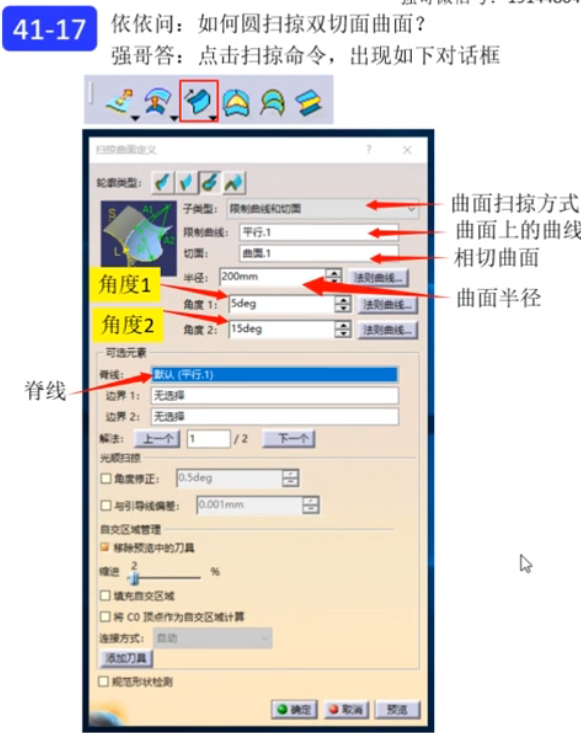 41-17
依依问：如何圆扫掠双切面曲面？
强哥答：点击扫掠命令，出现如下对话框
扫掠曲面定义
轮廓类型：
子类型： 限制曲线和切面
曲面扫掠方式
限制曲线： 平行.1
曲面上的曲线
切面： 曲面.1
相切曲面
半径： 200mm 法则曲线...
曲面半径
角度1
角度 1： 5deg 法则曲线...
角度2
角度 2： 15deg 法则曲线...
可选元素
脊线
脊线： 默认 (平行.1)
边界 1： 无选择
边界 2： 无选择
解法： 上一个 1 / 2 下一个
光顺扫掠
角度修正： 0.5deg
与引导线偏差： 0.001mm
自交区域管理
移除预览中的刀具
缩进 2 %
填充自交区域
将 C0 顶点作为自交区域计算
连接方式： 自动
添加刀具
规范形状检测
确定 取消 预览
S A1 A2 L